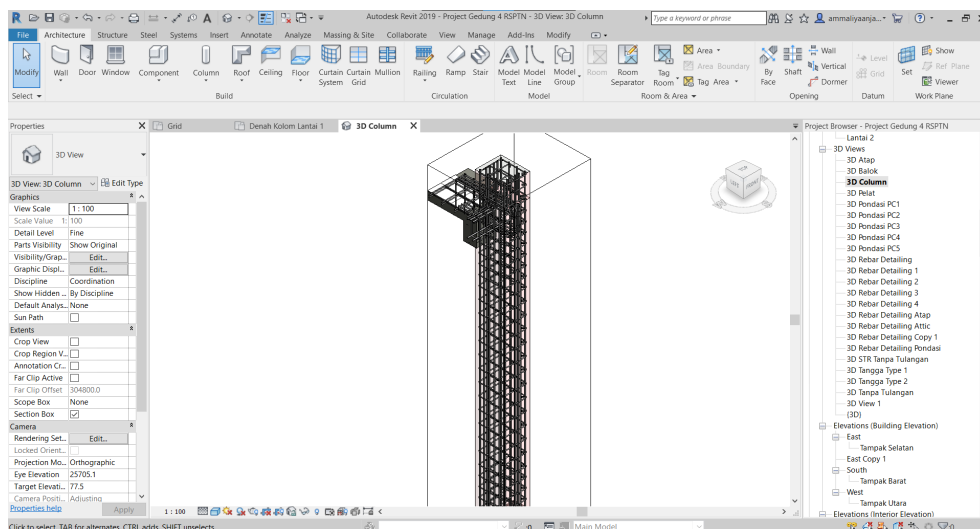 Autodesk Revit 2019 - Project Gedung 4 RSPTN - 3D View: 3D Column
Type a keyword or phrase
ammaliyaanja...
File Architecture Structure Steel Systems Insert Annotate Analyze Massing & Site Collaborate View Manage Add-Ins Modify
Modify Wall Door Window Component Column Roof Ceiling Floor Curtain System Curtain Grid Mullion Railing Ramp Stair Model Text Model Line Model Group Room Room Separator Tag Room Area Area Boundary Tag Area By Face Shaft Wall Vertical Dormer Level Grid Set Show Ref Plane Viewer
Select Build Circulation Model Room & Area Opening Datum Work Plane
Properties
Grid Denah Kolom Lantai 1 3D Column
3D View
3D View: 3D Column Edit Type
Graphics
View Scale 1 : 100
Scale Value 1: 100
Detail Level Fine
Parts Visibility Show Original
Visibility/Grap... Edit...
Graphic Displ... Edit...
Discipline Coordination
Show Hidden ... By Discipline
Default Analys... None
Sun Path
Extents
Crop View
Crop Region V...
Annotation Cr...
Far Clip Active
Far Clip Offset 304800.0
Scope Box None
Section Box
Camera
Rendering Set... Edit...
Locked Orient...
Projection Mo... Orthographic
Eye Elevation 25705.1
Target Elevati... 77.5
Camera Positi... Adjusting
Properties help Apply
TOP
LEFT FRONT
1 : 100
Project Browser - Project Gedung 4 RSPTN
Lantai 2
3D Views
3D Atap
3D Balok
3D Column
3D Pelat
3D Pondasi PC1
3D Pondasi PC2
3D Pondasi PC3
3D Pondasi PC4
3D Pondasi PC5
3D Rebar Detailing
3D Rebar Detailing 1
3D Rebar Detailing 2
3D Rebar Detailing 3
3D Rebar Detailing 4
3D Rebar Detailing Atap
3D Rebar Detailing Attic
3D Rebar Detailing Copy 1
3D Rebar Detailing Pondasi
3D STR Tanpa Tulangan
3D Tangga Type 1
3D Tangga Type 2
3D Tanpa Tulangan
3D View 1
{3D}
Elevations (Building Elevation)
East
Tampak Selatan
East Copy 1
South
Tampak Barat
West
Tampak Utara
Elevations (Interior Elevation)
Click to select, TAB for alternates, CTRL adds, SHIFT unselects.
:0 Main Model :0